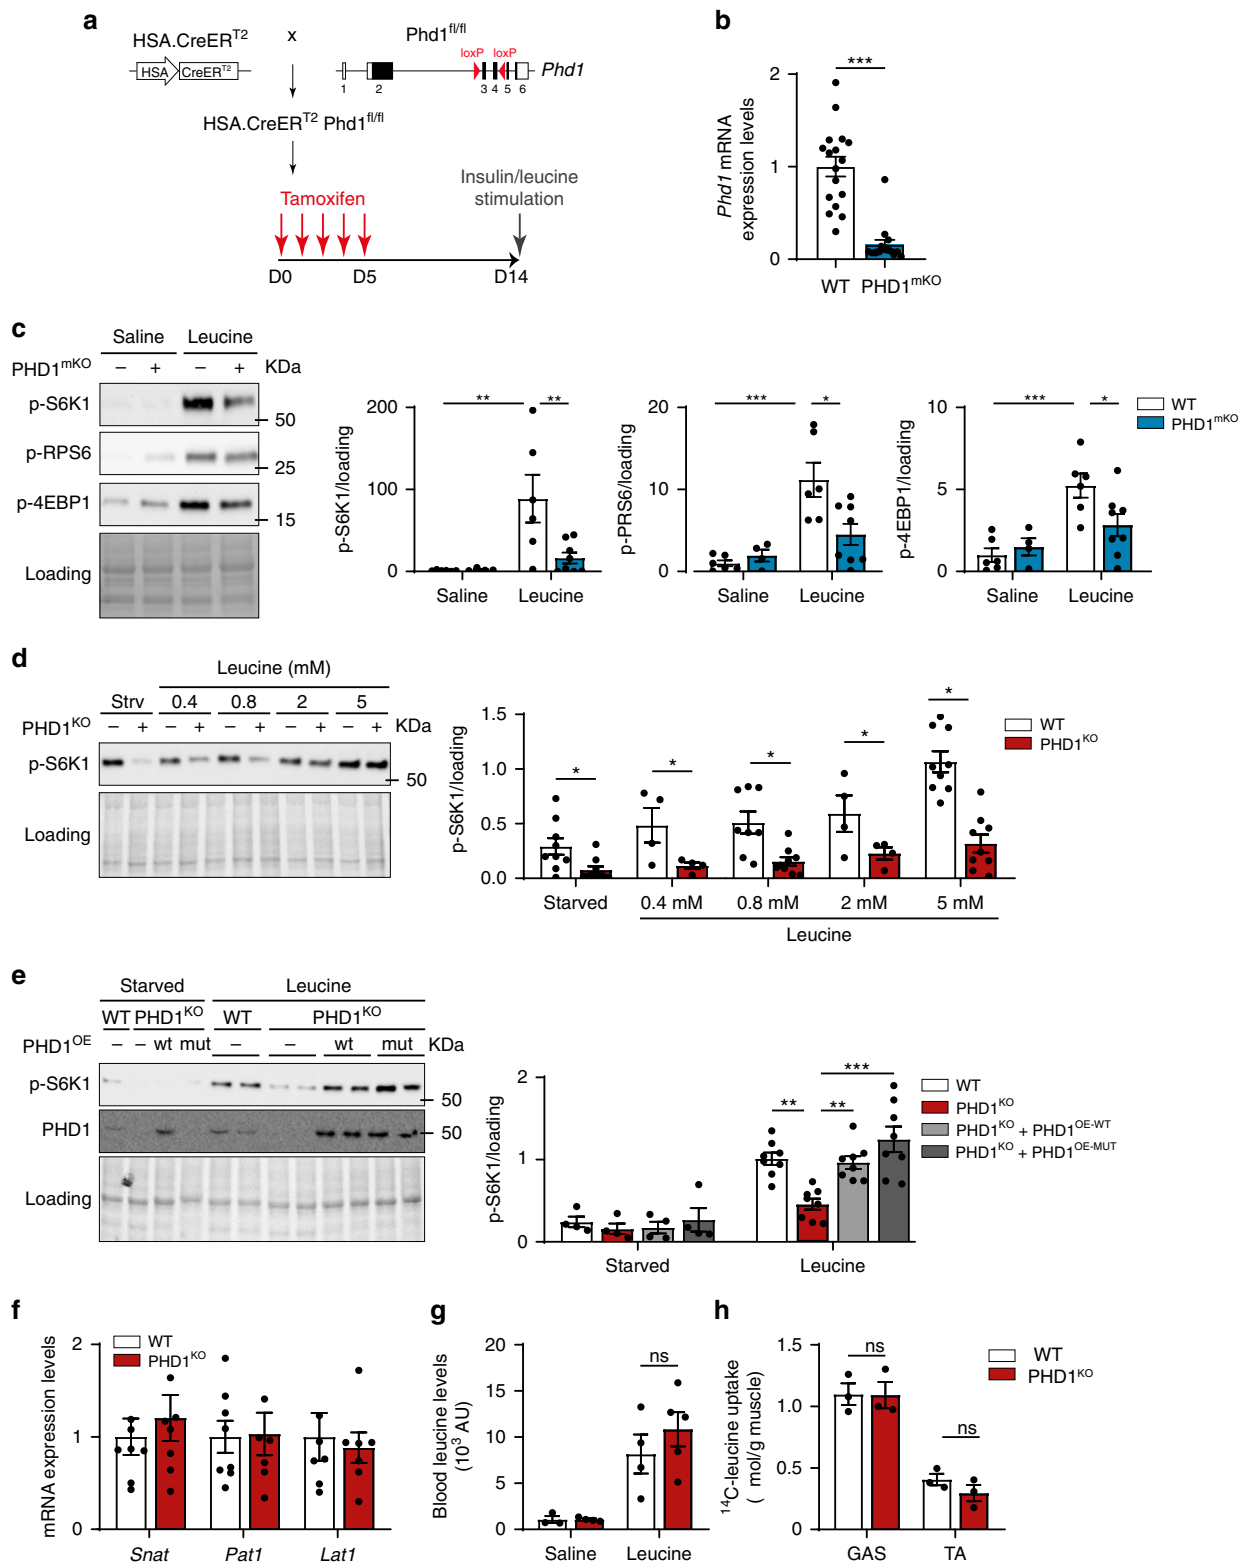 a
HSA.CreER^T2 x Phd1^fl/fl
loxP loxP
HSA CreER^T2
Phd1
1 2 3 4 5 6
HSA.CreER^T2 Phd1^fl/fl
Tamoxifen
Insulin/leucine
stimulation
D0 D5 D14
b
Phd1 mRNA
expression levels
2
1
0
***
WT PHD1^mKO
c
Saline Leucine
PHD1^mKO – + – + KDa
p-S6K1
50
p-RPS6
25
p-4EBP1
15
Loading
p-S6K1/loading
200
100
0
** **
Saline Leucine
p-PRS6/loading
20
10
0
*** *
Saline Leucine
p-4EBP1/loading
10
5
0
*** *
Saline Leucine
WT
PHD1^mKO
d
Leucine (mM)
Strv 0.4 0.8 2 5
PHD1^KO – + – + – + – + – + KDa
p-S6K1
50
Loading
p-S6K1/loading
1.5
1.0
0.5
0.0
* * * * *
Starved 0.4 mM 0.8 mM 2 mM 5 mM
Leucine
WT
PHD1^KO
e
Starved Leucine
WT PHD1^KO WT PHD1^KO
PHD1^OE – – wt mut – – wt mut KDa
p-S6K1
50
PHD1
50
Loading
p-S6K1/loading
2
1
0
***
** **
Starved Leucine
WT
PHD1^KO
PHD1^KO + PHD1^OE-WT
PHD1^KO + PHD1^OE-MUT
f
mRNA expression levels
2
1
0
WT
PHD1^KO
Snat Pat1 Lat1
g
Blood leucine levels
(10^3 AU)
20
15
10
5
0
ns
Saline Leucine
h
^14C-leucine uptake
( mol/g muscle)
1.5
1.0
0.5
0
ns
ns
GAS TA
WT
PHD1^KO